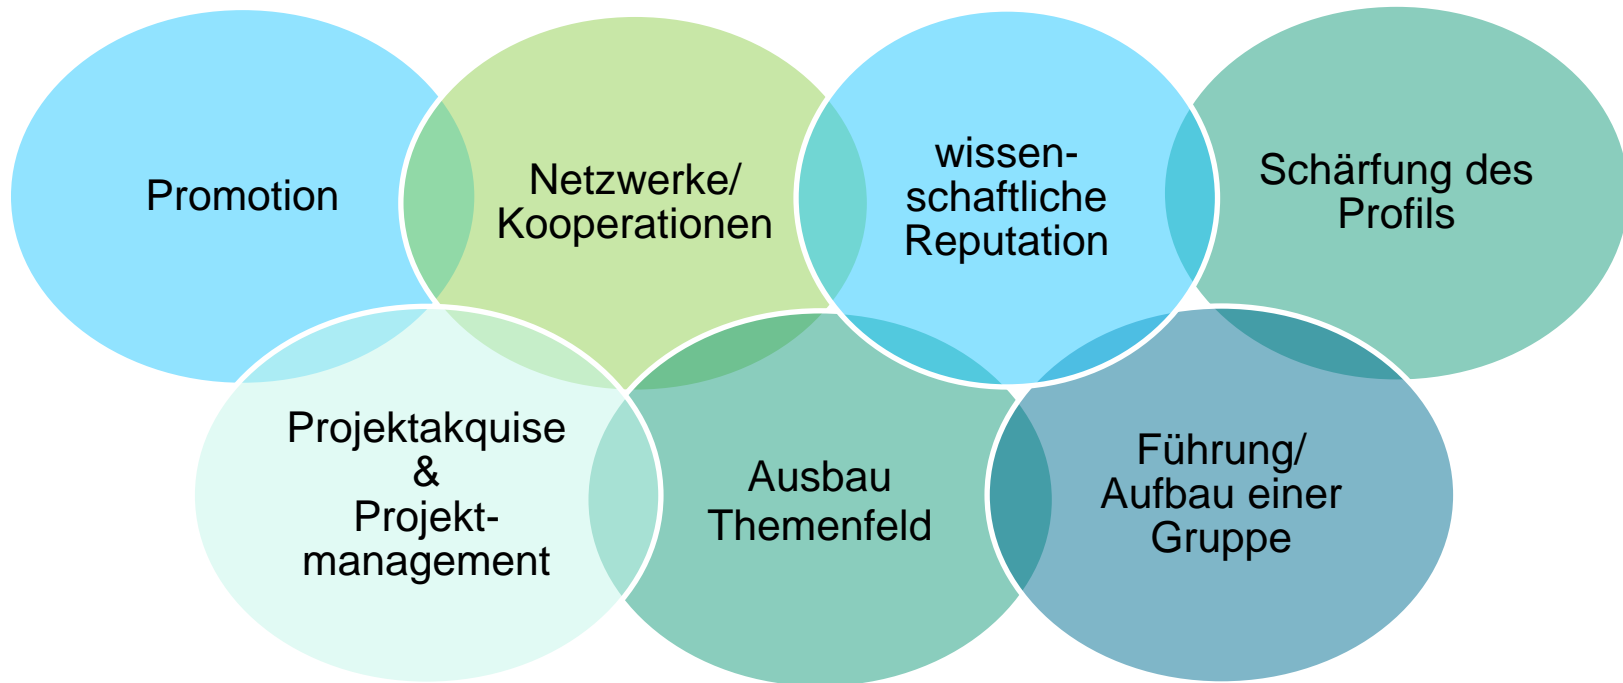 Promotion
Netzwerke/
Kooperationen
wissen-
schaftliche
Reputation
Schärfung des
Profils
Projektakquise
&
Projekt-
management
Ausbau
Themenfeld
Führung/
Aufbau einer
Gruppe